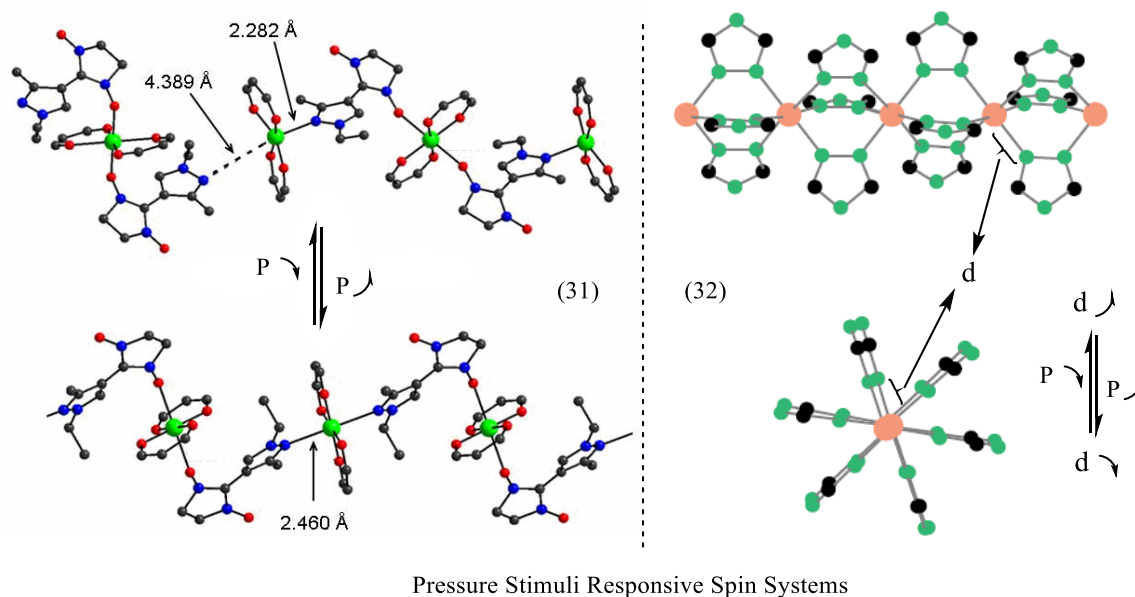 2.282 Å
4.389 Å
P
P
(31)
2.460 Å
(32)
d
d
P
P
d
Pressure Stimuli Responsive Spin Systems